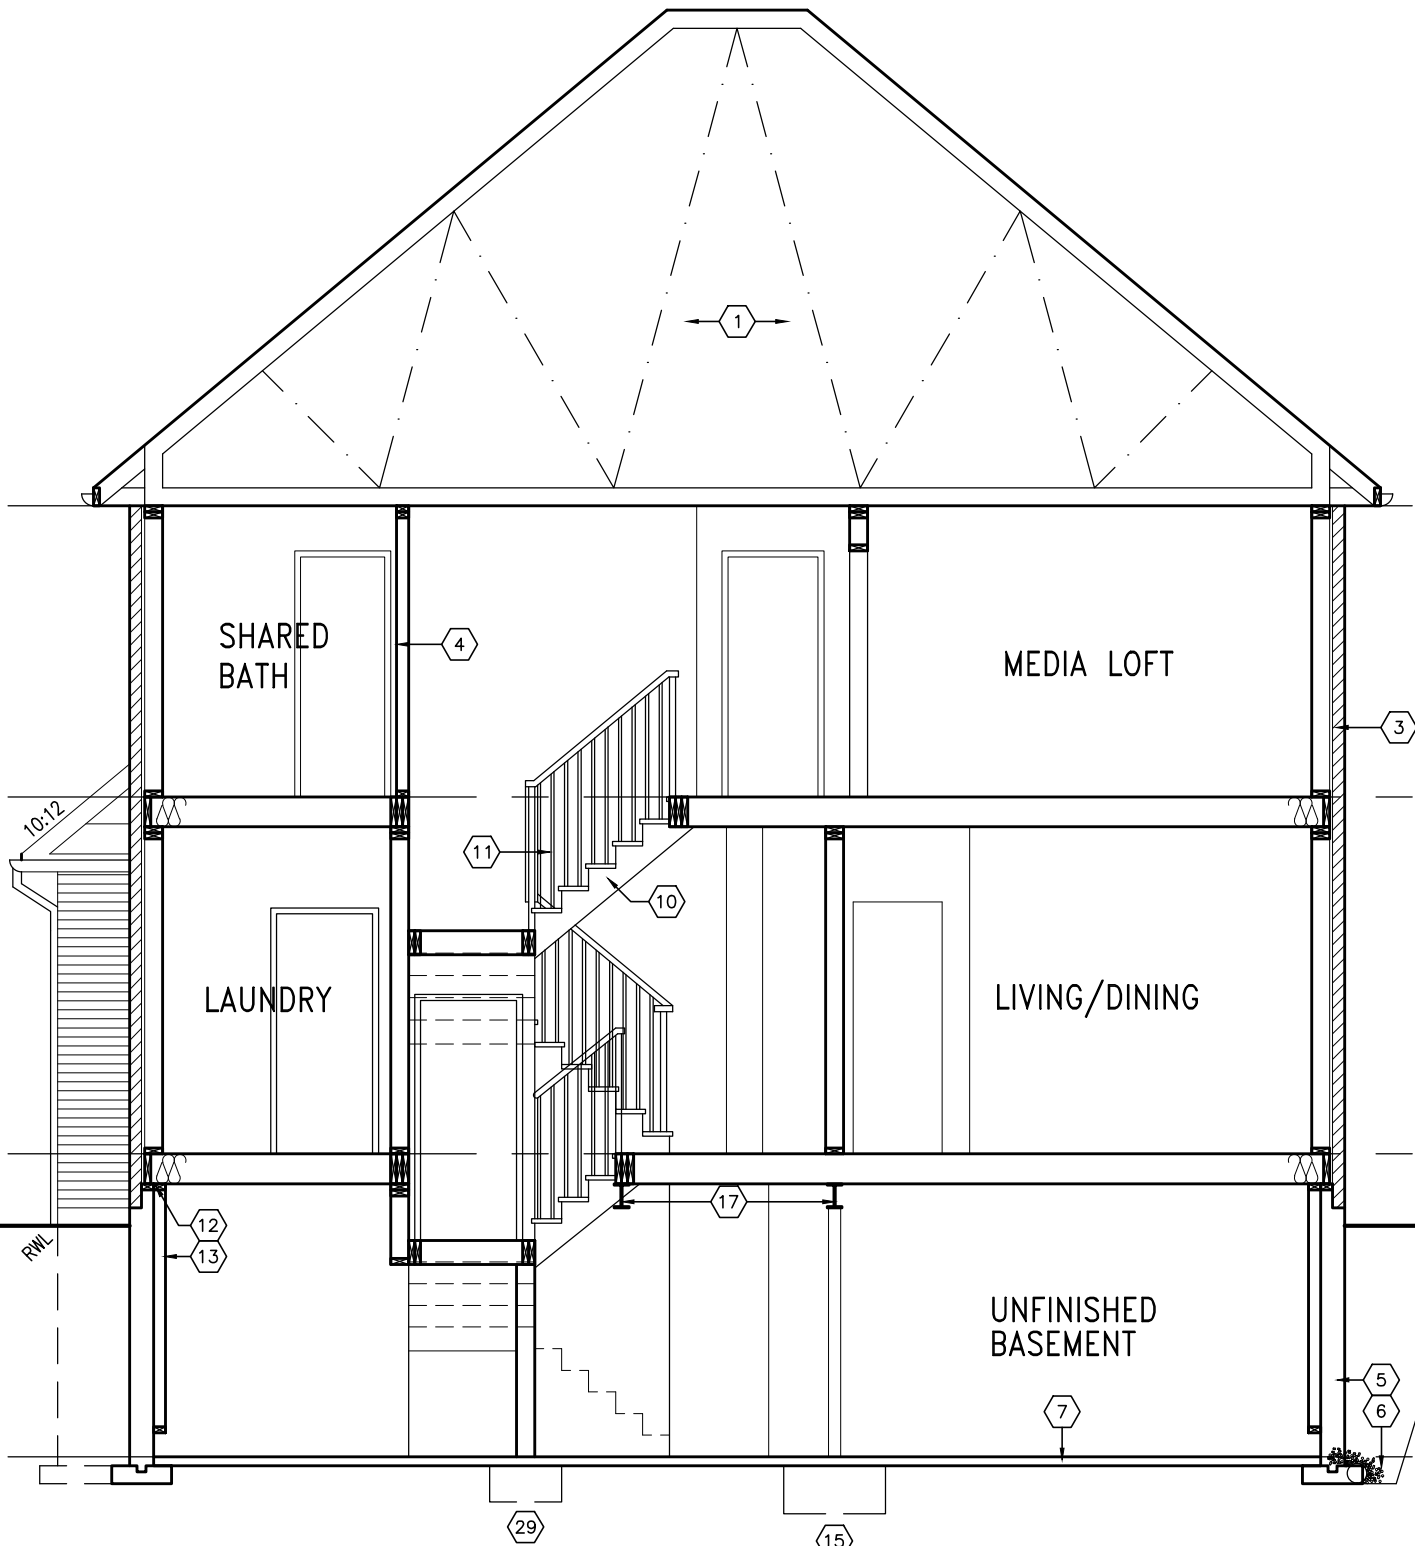 1
SHARED
BATH
4
MEDIA LOFT
3
10:12
11
10
LAUNDRY
LIVING/DINING
17
12
13
RWL
UNFINISHED
BASEMENT
5
6
7
29
15